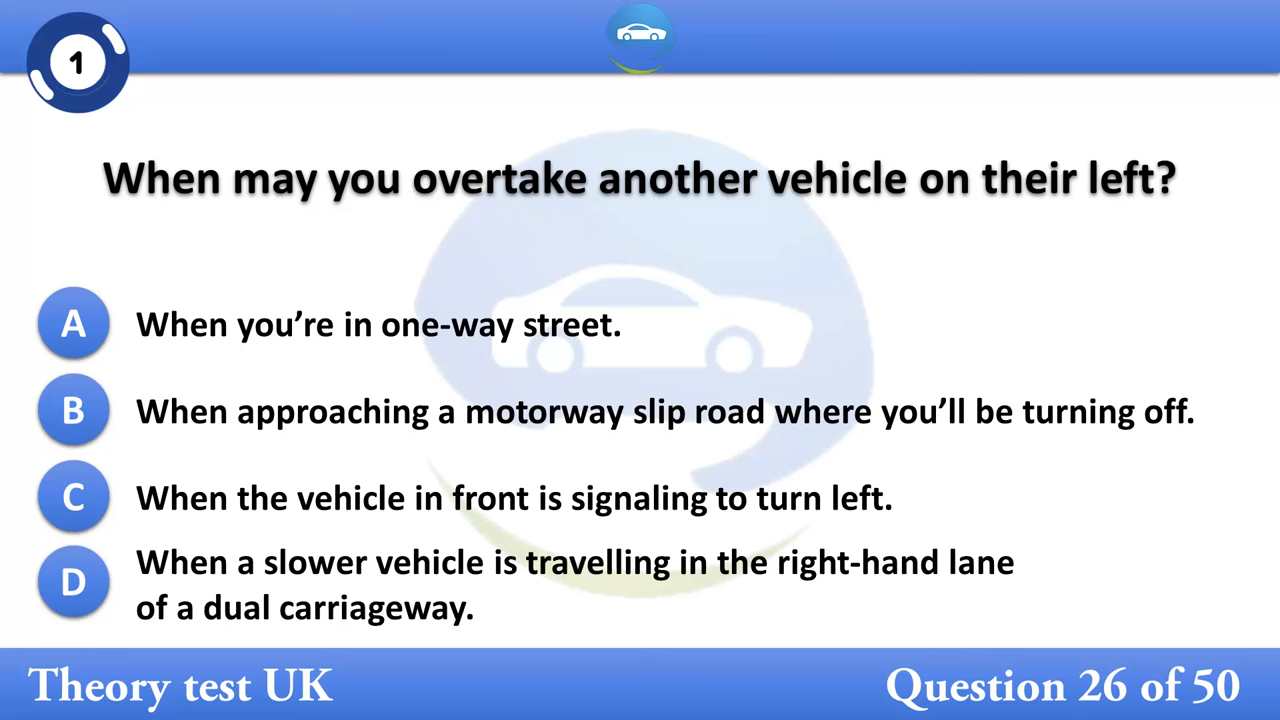 1
When may you overtake another vehicle on their left?
A When you’re in one-way street.
B When approaching a motorway slip road where you’ll be turning off.
C When the vehicle in front is signaling to turn left.
D When a slower vehicle is travelling in the right-hand lane
of a dual carriageway.
Theory test UK Question 26 of 50